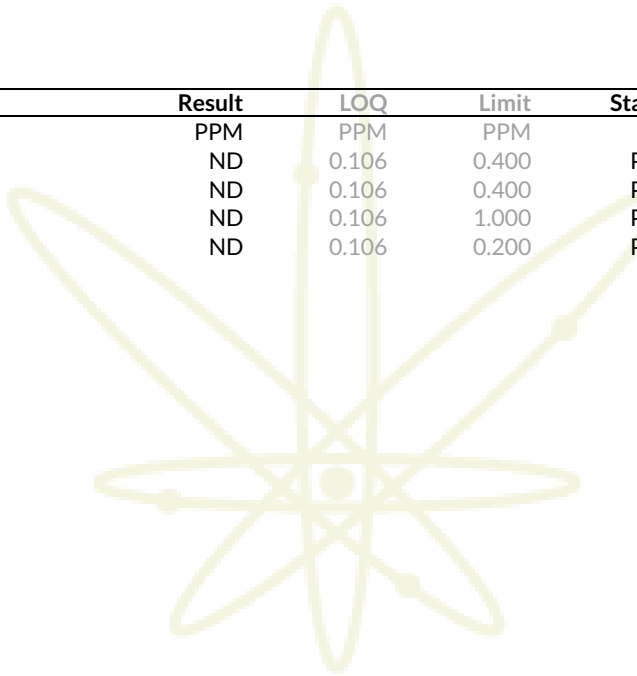 Result LOQ Limit
PPM PPM PPM
ND 0.106 0.400
ND 0.106 0.400
ND 0.106 1.000
ND 0.106 0.200